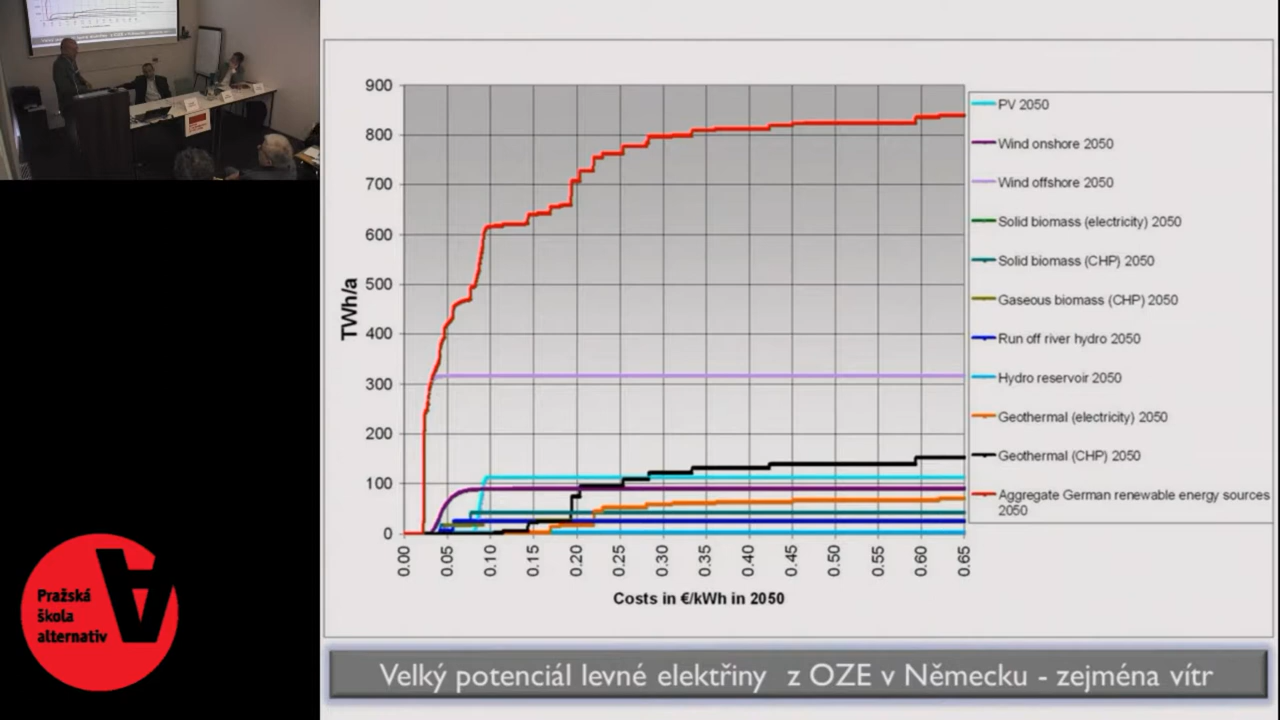 900
800
700
600
500
400
300
200
100
0
TWh/a
0.00
0.05
0.10
0.15
0.20
0.25
0.30
0.35
0.40
0.45
0.50
0.55
0.60
0.65
Costs in €/kWh in 2050
PV 2050
Wind onshore 2050
Wind offshore 2050
Solid biomass (electricity) 2050
Solid biomass (CHP) 2050
Gaseous biomass (CHP) 2050
Run off river hydro 2050
Hydro reservoir 2050
Geothermal (electricity) 2050
Geothermal (CHP) 2050
Aggregate German renewable energy sources
2050
Pražská
škola
alternativ
Velký potenciál levné elektřiny z OZE v Německu - zejména vítr